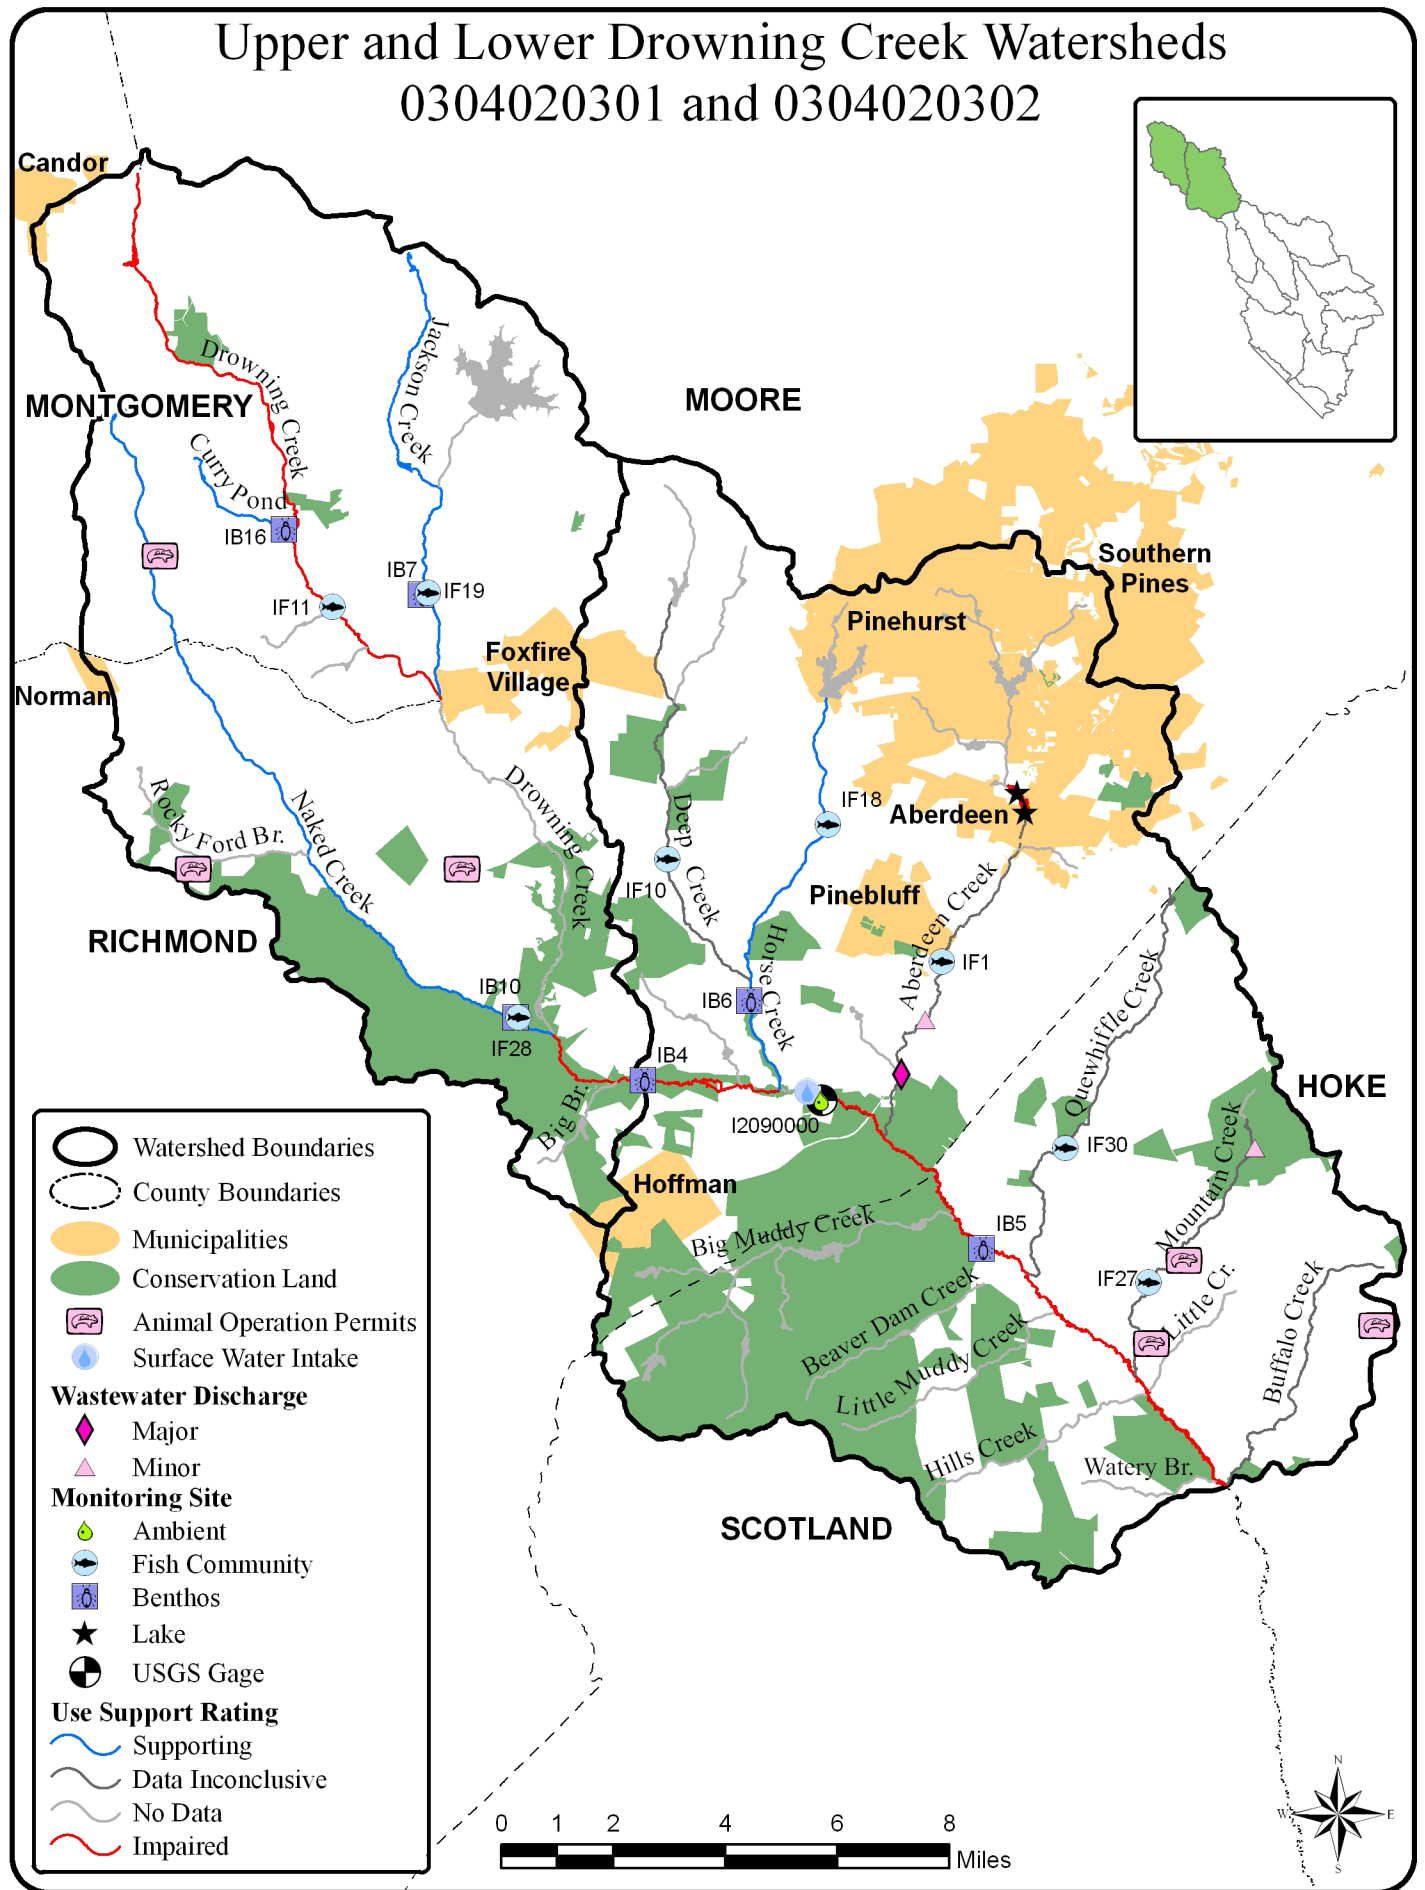 Upper and Lower Drowning Creek Watersheds
0304020301 and 0304020302
Candor
Jackson Creek
Drowning Creek
MONTGOMERY
MOORE
Curry Pond
IB16
Southern
Pines
IB7
IF19
IF11
Pinehurst
Foxfire
Village
Norman
Drowning Creek
Rocky Ford Br.
Naked Creek
Deep Creek
IF18
Aberdeen
IF10
Pinebluff
Aberdeen Creek
RICHMOND
Horse Creek
IF1
Quewhiffle Creek
IB10
IB6
IF28
IB4
HOKE
Big Br.
I2090000
Mountain Creek
IF30
Hoffman
Big Muddy Creek
IB5
IF27
Little Cr.
Buffalo Creek
Beaver Dam Creek
Little Muddy Creek
Hills Creek
Watery Br.
SCOTLAND
Watershed Boundaries
County Boundaries
Municipalities
Conservation Land
Animal Operation Permits
Surface Water Intake
Wastewater Discharge
Major
Minor
Monitoring Site
Ambient
Fish Community
Benthos
Lake
USGS Gage
Use Support Rating
Supporting
Data Inconclusive
No Data
Impaired
0 1 2 4 6 8
Miles
N
W E
S